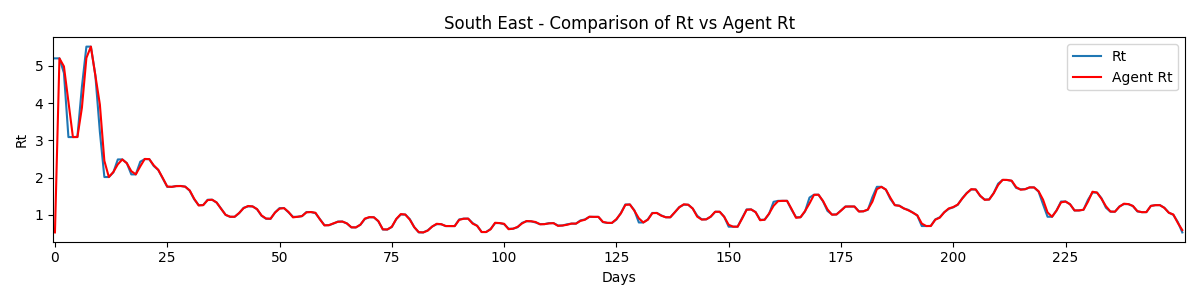 South East - Comparison of Rt vs Agent Rt
Rt
Agent Rt
Rt
5
4
3
2
1
0 25 50 75 100 125 150 175 200 225
Days